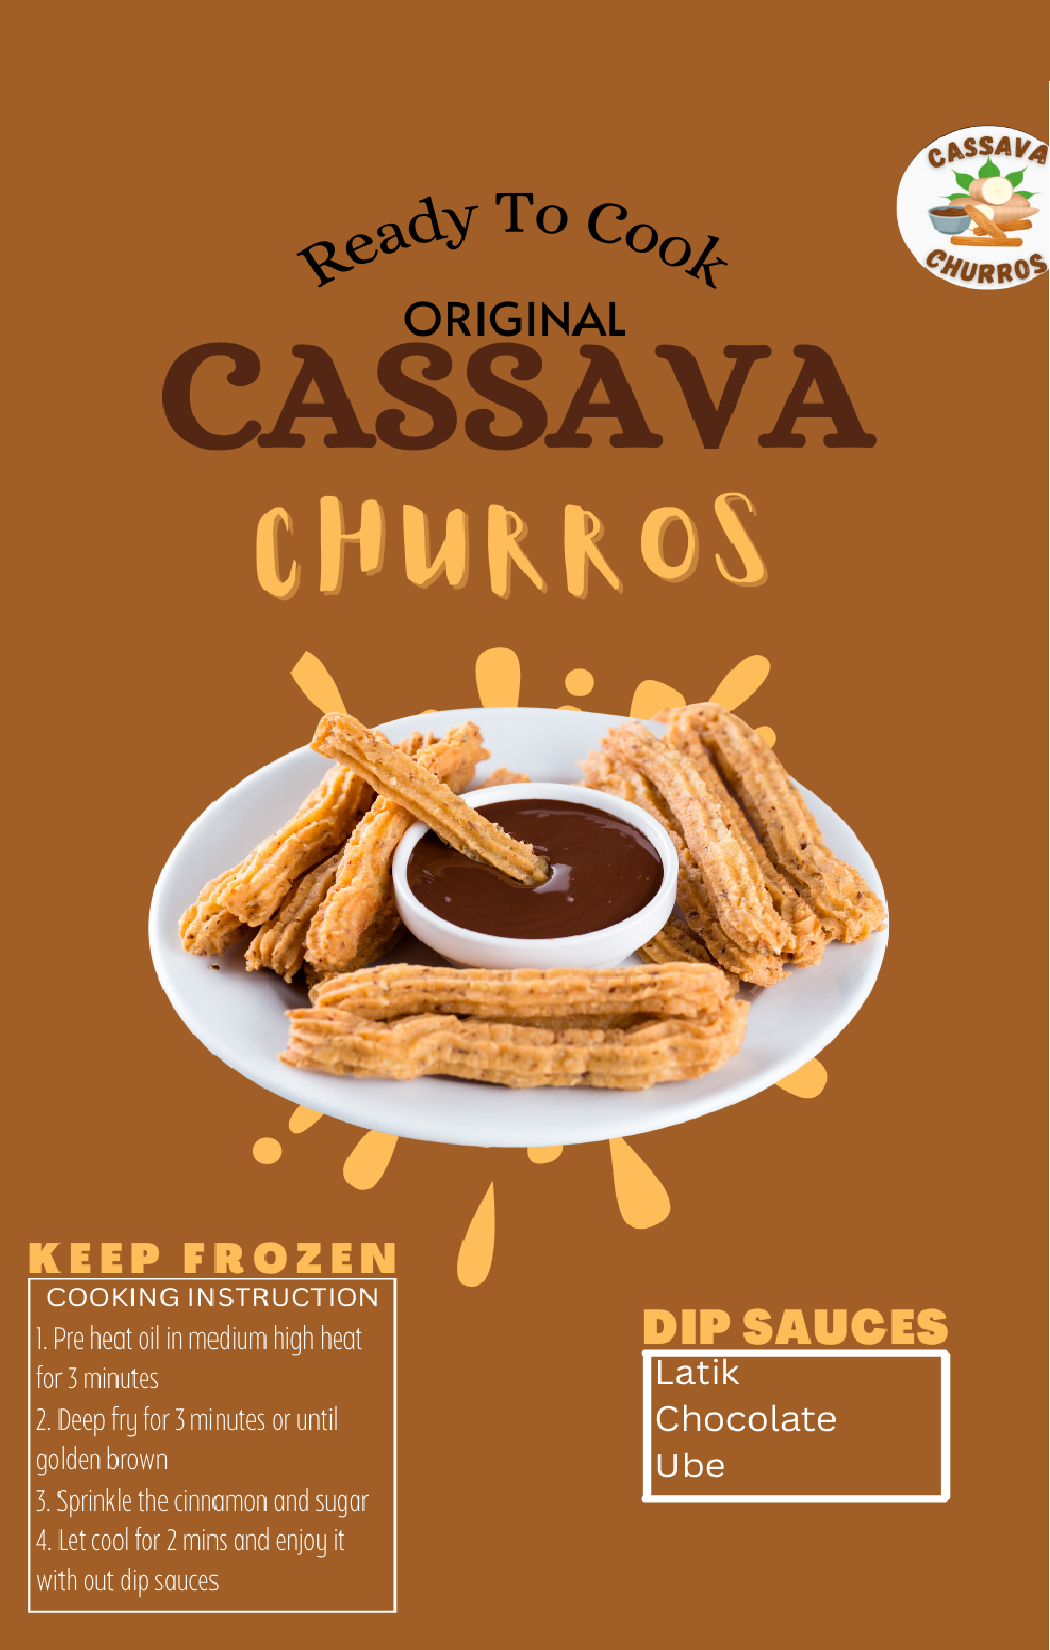 CASSAVA
CHURROS
Ready To Cook
ORIGINAL
CASSAVA
CHURROS
KEEP FROZEN
COOKING INSTRUCTION
1. Pre heat oil in medium high heat
for 3 minutes
2. Deep fry for 3 minutes or until
golden brown
3. Sprinkle the cinnamon and sugar
4. Let cool for 2 mins and enjoy it
with out dip sauces
DIP SAUCES
Latik
Chocolate
Ube